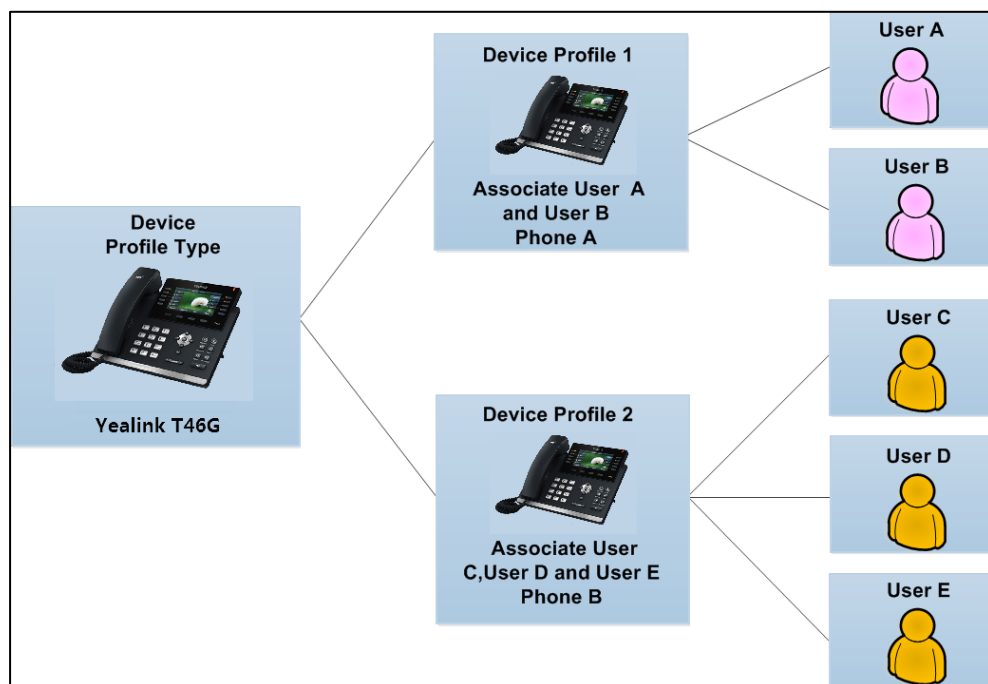 Device
Profile Type
Yealink T46G
Device Profile 1
Associate User A
and User B
Phone A
Device Profile 2
Associate User
C,User D and User E
Phone B
User A
User B
User C
User D
User E